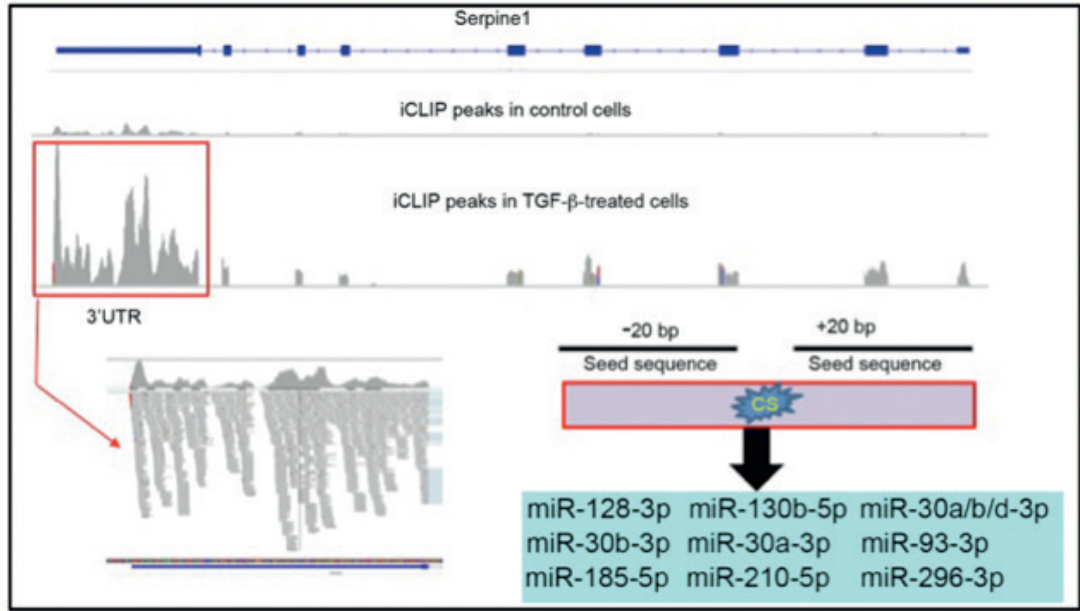 Serpine1
iCLIP peaks in control cells
iCLIP peaks in TGF-β-treated cells
3'UTR
-20 bp
+20 bp
Seed sequence
Seed sequence
CS
miR-128-3p miR-130b-5p miR-30a/b/d-3p
miR-30b-3p miR-30a-3p miR-93-3p
miR-185-5p miR-210-5p miR-296-3p